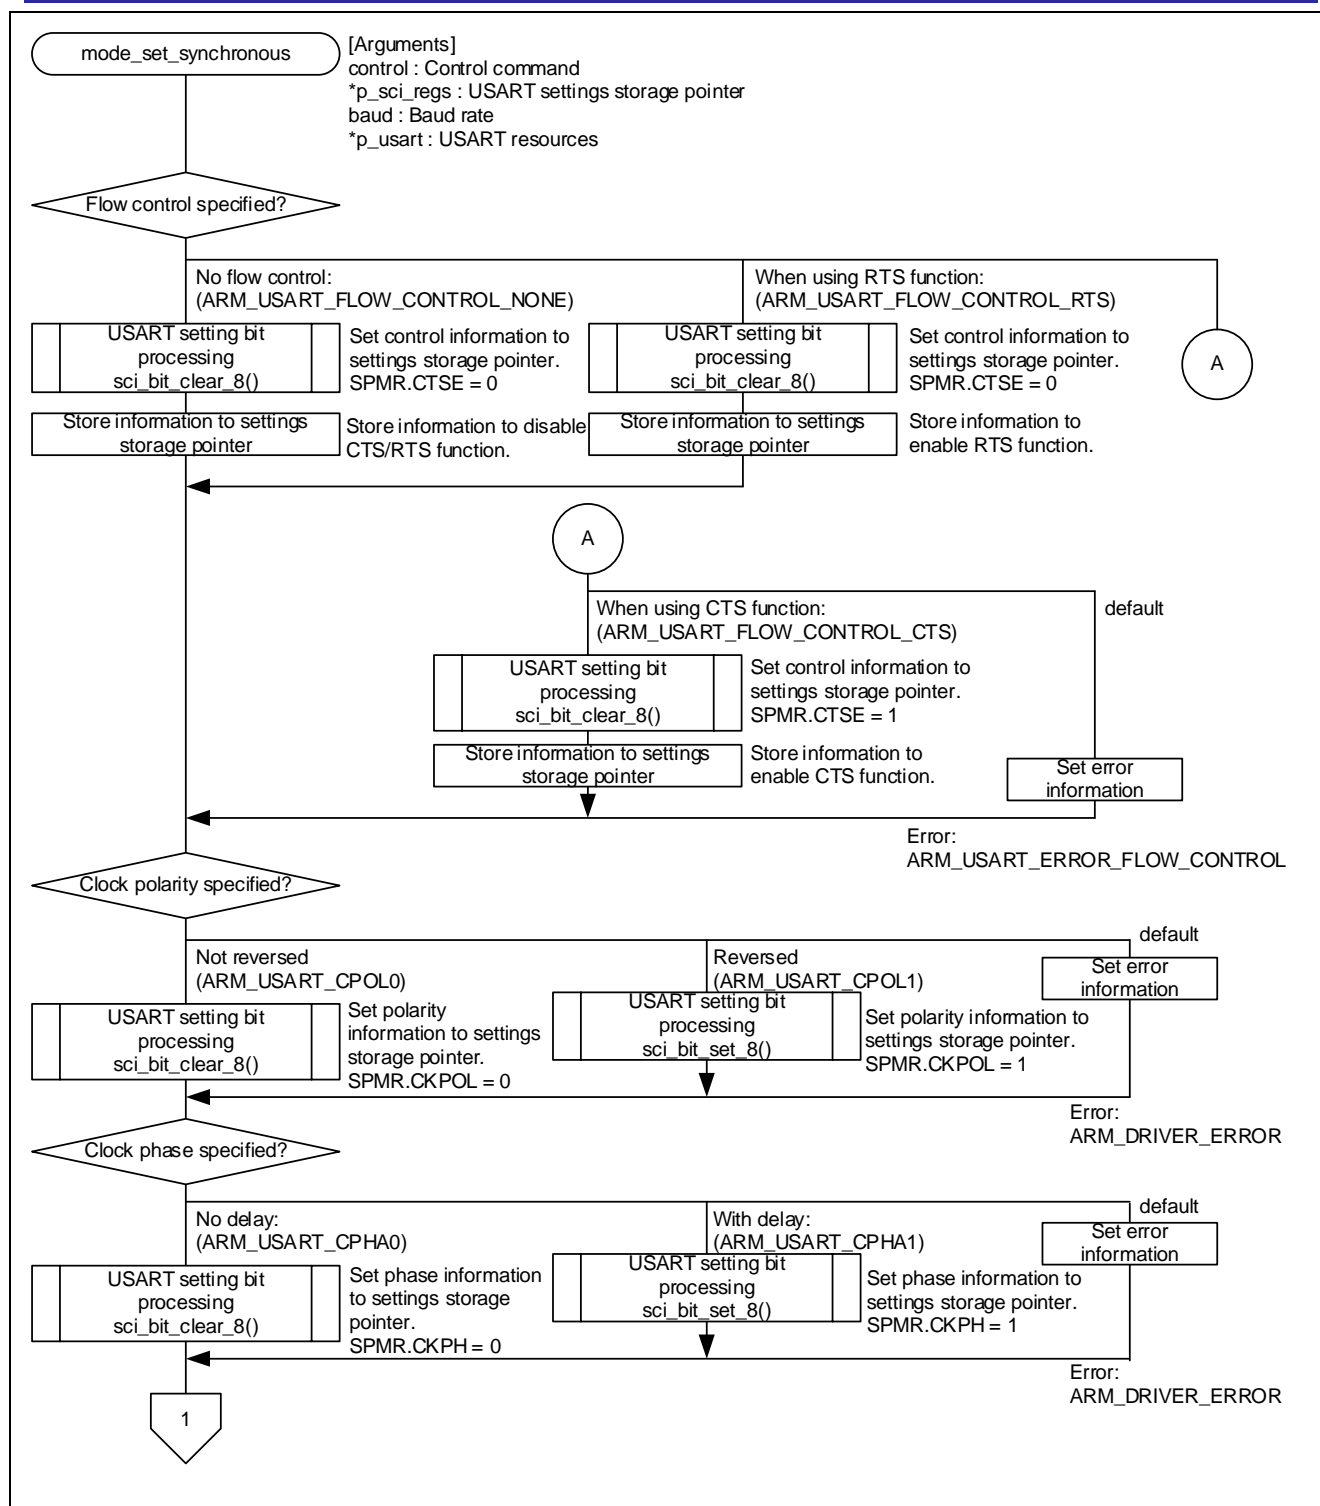 mode_set_synchronous
[Arguments]
control : Control command
*p_sci_regs : USART settings storage pointer
baud : Baud rate
*p_usart : USART resources
Flow control specified?
No flow control:
(ARM_USART_FLOW_CONTROL_NONE)
When using RTS function:
(ARM_USART_FLOW_CONTROL_RTS)
USART setting bit
processing
sci_bit_clear_8()
Set control information to
settings storage pointer.
SPMR.CTSE = 0
USART setting bit
processing
sci_bit_clear_8()
Set control information to
settings storage pointer.
SPMR.CTSE = 0
A
Store information to settings
storage pointer
Store information to disable
CTS/RTS function.
Store information to settings
storage pointer
Store information to
enable RTS function.
A
When using CTS function:
(ARM_USART_FLOW_CONTROL_CTS)
default
USART setting bit
processing
sci_bit_clear_8()
Set control information to
settings storage pointer.
SPMR.CTSE = 1
Store information to settings
storage pointer
Store information to
enable CTS function.
Set error
information
Error:
ARM_USART_ERROR_FLOW_CONTROL
Clock polarity specified?
Not reversed
(ARM_USART_CPOL0)
Reversed
(ARM_USART_CPOL1)
default
Set error
information
USART setting bit
processing
sci_bit_clear_8()
Set polarity
information to settings
storage pointer.
SPMR.CKPOL = 0
USART setting bit
processing
sci_bit_set_8()
Set polarity information to
settings storage pointer.
SPMR.CKPOL = 1
Error:
ARM_DRIVER_ERROR
Clock phase specified?
No delay:
(ARM_USART_CPHA0)
With delay:
(ARM_USART_CPHA1)
default
Set error
information
USART setting bit
processing
sci_bit_clear_8()
Set phase information
to settings storage
pointer.
SPMR.CKPH = 0
USART setting bit
processing
sci_bit_set_8()
Set phase information to
settings storage pointer.
SPMR.CKPH = 1
Error:
ARM_DRIVER_ERROR
1